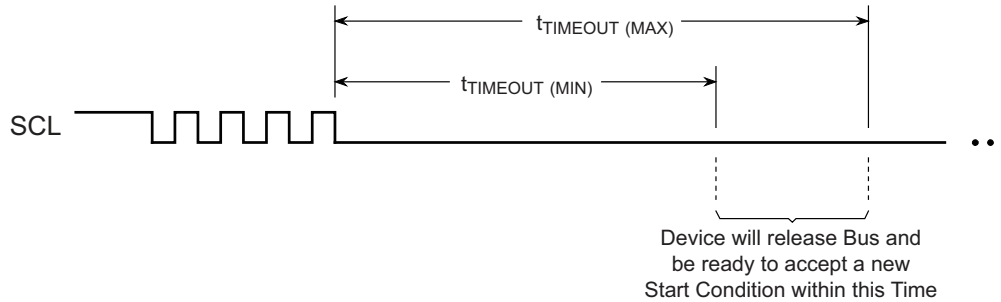 tTIMEOUT (MAX)
tTIMEOUT (MIN)
SCL
Device will release Bus and
be ready to accept a new
Start Condition within this Time